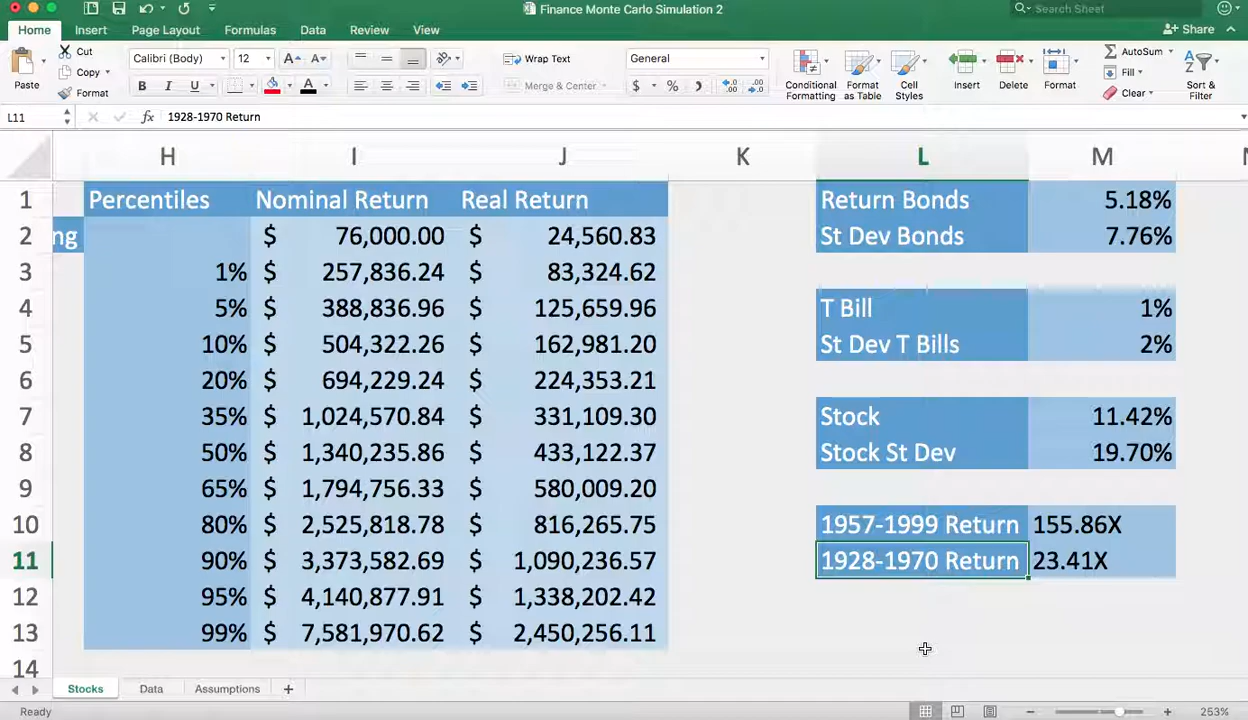 Finance Monte Carlo Simulation 2
Search Sheet
Home Insert Page Layout Formulas Data Review View
Share
Paste
Cut
Copy
Format
Calibri (Body) 12 A A
B I U A
Wrap Text
Merge & Center
General
$ % )
Conditional Formatting
Format as Table
Cell Styles
Insert
Delete
Format
AutoSum
Fill
Clear
Sort & Filter
L11 fx 1928-1970 Return
H I J K L M
1 Percentiles Nominal Return Real Return Return Bonds 5.18%
2 ng $ 76,000.00 $ 24,560.83 St Dev Bonds 7.76%
3 1% $ 257,836.24 $ 83,324.62
4 5% $ 388,836.96 $ 125,659.96 T Bill 1%
5 10% $ 504,322.26 $ 162,981.20 St Dev T Bills 2%
6 20% $ 694,229.24 $ 224,353.21
7 35% $ 1,024,570.84 $ 331,109.30 Stock 11.42%
8 50% $ 1,340,235.86 $ 433,122.37 Stock St Dev 19.70%
9 65% $ 1,794,756.33 $ 580,009.20
10 80% $ 2,525,818.78 $ 816,265.75 1957-1999 Return 155.86X
11 90% $ 3,373,582.69 $ 1,090,236.57 1928-1970 Return 23.41X
12 95% $ 4,140,877.91 $ 1,338,202.42
13 99% $ 7,581,970.62 $ 2,450,256.11
14
Stocks Data Assumptions +
Ready
253%